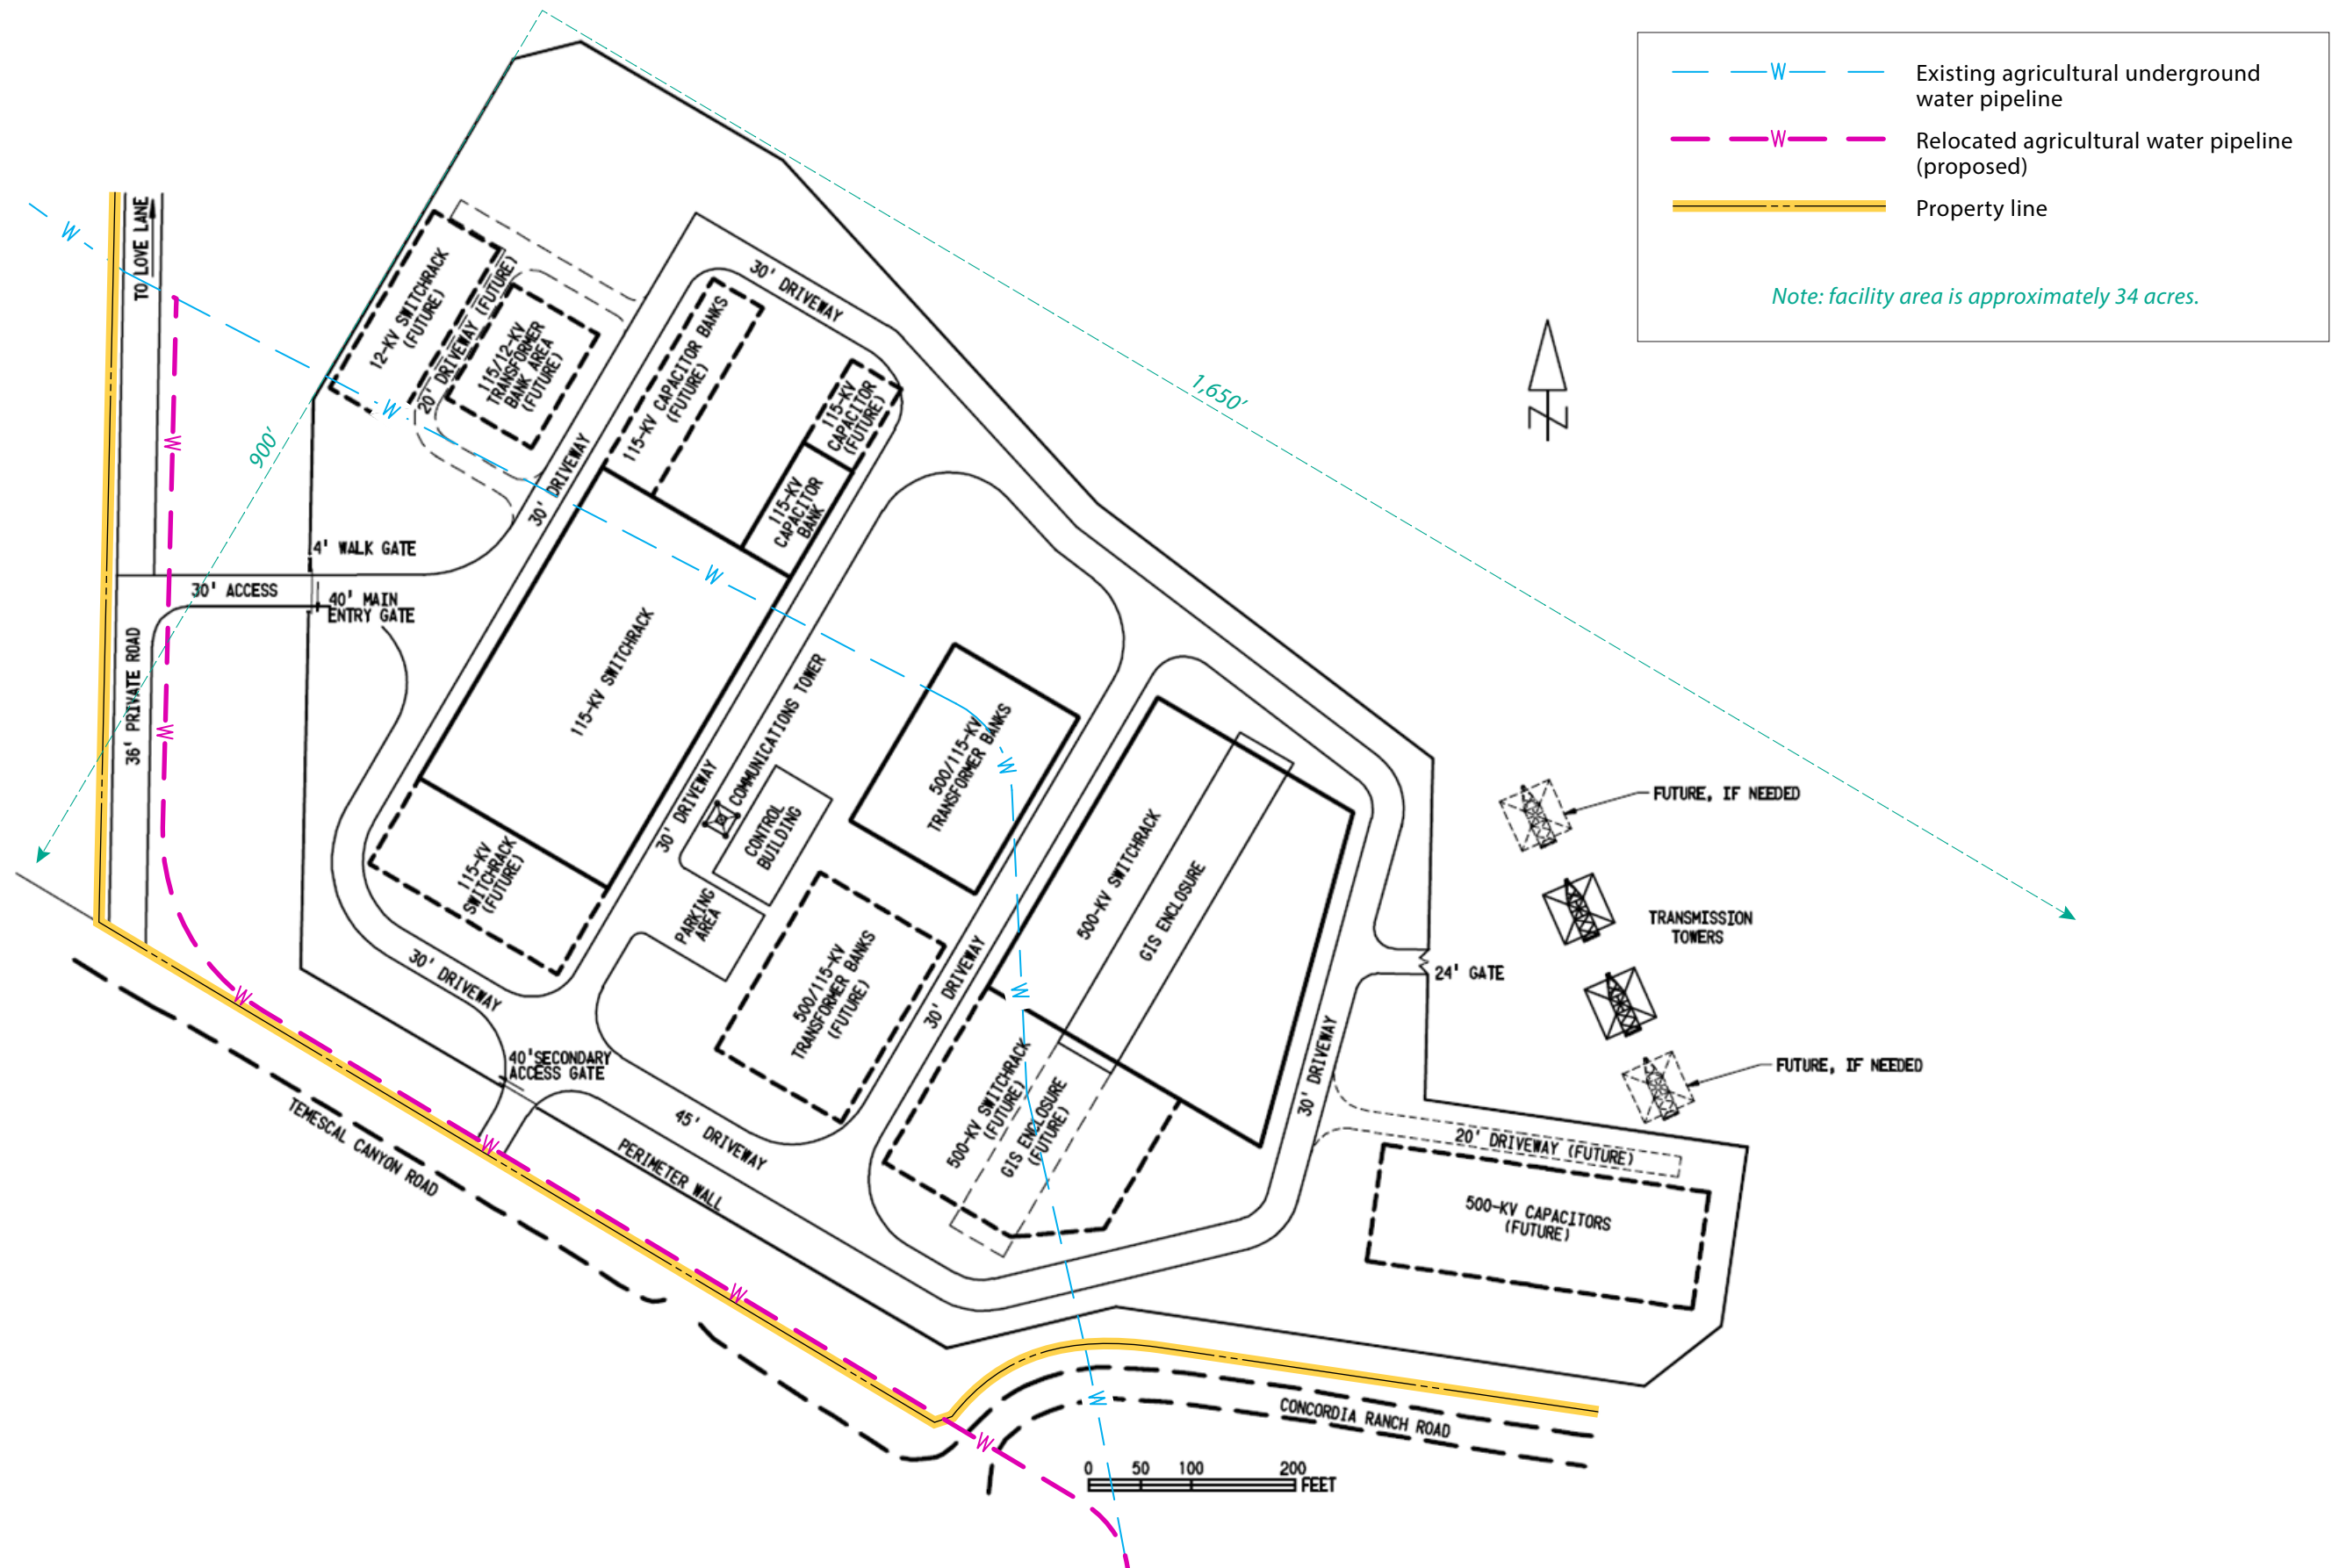 W
Existing agricultural underground
water pipeline
W
Relocated agricultural water pipeline
(proposed)
Property line
Note: facility area is approximately 34 acres.
1,650’
900’
W
TO LOVE LANE
12-KV SWITCHRACK
(FUTURE)
20' DRIVEWAY (FUTURE)
115/12-KV
TRANSFORMER
BANK AREA
(FUTURE)
W
W
30' DRIVEWAY
30' DRIVEWAY
115-KV CAPACITOR BANKS
(FUTURE)
115-KV
CAPACITOR
(FUTURE)
115-KV
CAPACITOR
BANK
4' WALK GATE
30' ACCESS
40' MAIN
ENTRY GATE
36' PRIVATE ROAD
W
W
115-KV SWITCHRACK
115-KV
SWITCHRACK
(FUTURE)
30' DRIVEWAY
COMMUNICATIONS TOWER
CONTROL
BUILDING
PARKING
AREA
500/115-KV
TRANSFORMER BANKS
W
500/115-KV
TRANSFORMER BANKS
(FUTURE)
30' DRIVEWAY
500-KV SWITCHRACK
GIS ENCLOSURE
W
500-KV SWITCHRACK
(FUTURE)
GIS ENCLOSURE
(FUTURE)
30' DRIVEWAY
24' GATE
FUTURE, IF NEEDED
TRANSMISSION
TOWERS
FUTURE, IF NEEDED
20' DRIVEWAY (FUTURE)
500-KV CAPACITORS
(FUTURE)
W
30' DRIVEWAY
40'SECONDARY
ACCESS GATE
45' DRIVEWAY
PERIMETER WALL
W
TEMESCAL CANYON ROAD
W
W
W
CONCORDIA RANCH ROAD
0 50 100 200
FEET